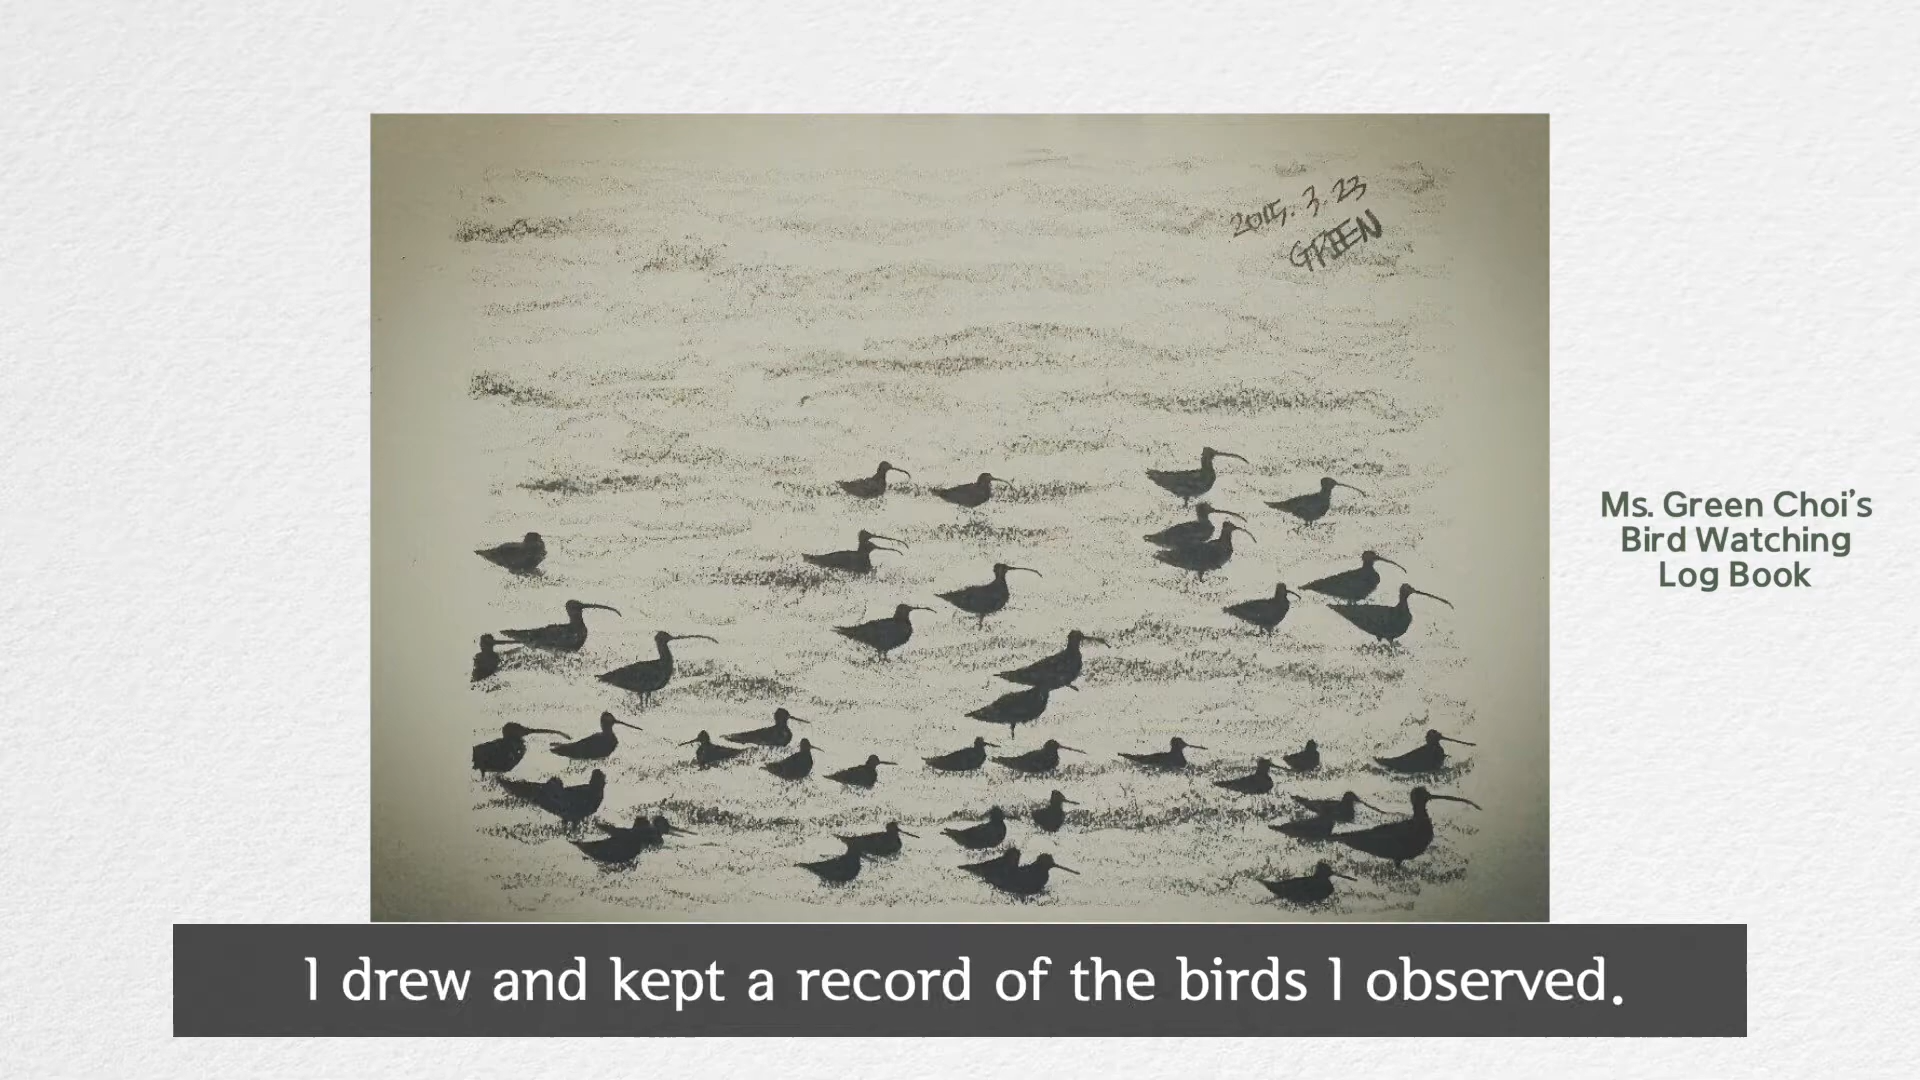 2015. 3. 23
GREEN
Ms. Green Choi's
Bird Watching
Log Book
I drew and kept a record of the birds I observed.